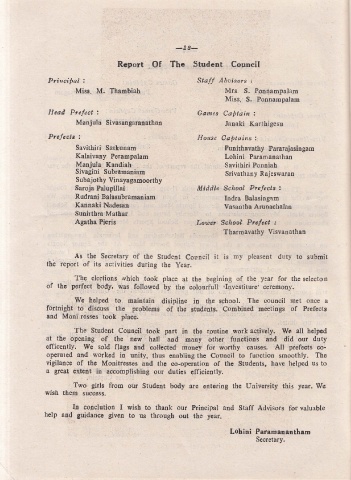 —19—
Report Of The Student Council
Principal :
Miss. M. Thambiah
Staff Advisors :
Mrs S. Ponnampalam
Miss. S. Ponnampalam
Head Prefect :
Manjula Sivasanganathan
Games Captain :
Janaki Karthigesu
Prefects :
Savithiri Satkunam
Kalaivany Perampalam
Manjula Kandiah
Sivagini Subramaniam
Subajothy Vinayagamoorthy
Saroja Palupillai
Rudrani Balasubramaniam
Kannaki Nadesan
Sumithra Mathar
Agatha Pieris
House Captains :
Punithavathy Pararajasingam
Lohini Paramanathan
Savithiri Ponniah
Srivathany Rajeswaran
Middle School Prefects :
Indra Balasingam
Vasantha Arunachalam
Lower School Prefect :
Tharmavathy Visvanathan
As the Secretary of the Student Council it is my pleasent duty to submit
the report of its activities during the Year.
The elections which took place at the begining of the year for the selecton
of the perfect body, was followed by the colourfull 'Investiture' ceremony.
We helped to maintain disipline in the school. The council met once a
fortnight to discuss the problems of the students. Combined meetings of Prefects
and Moni resses took placed.
The Student Council took part in the routine work actively. We all helped
at the opening of the new hall and many other functions and did our duty
efficently. We sold flags and collected money for worthy causes. All prefects co-
operated and worked in unity, thus enabling the Council to function smoothly. The
vigilance of the Monitresses and the co-operation of the Students, have helped us to
a great extent in accomplishing our duties efficiently.
Two girls from our Student body are entering the University this year. We
wish them success.
In conclusion I wish to thank our Principal and Staff Advisors for valuable
help and guidance given to us through out the year.
Lohini Paramanantham
Secretary.